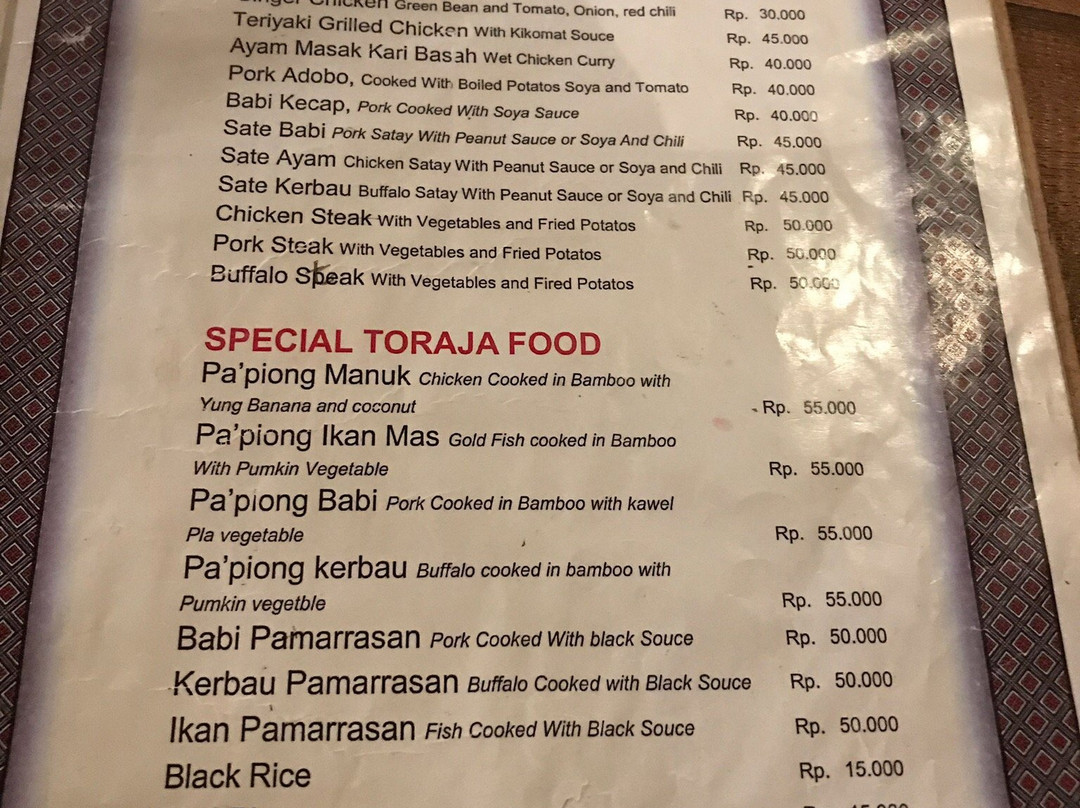 Ginger Chicken Green Bean and Tomato, Onion, red chili Rp. 30.000
Teriyaki Grilled Chicken With Kikomat Souce Rp. 45.000
Ayam Masak Kari Basah Wet Chicken Curry Rp. 40.000
Pork Adobo, Cooked With Boiled Potatos Soya and Tomato Rp. 40.000
Babi Kecap, Pork Cooked With Soya Sauce Rp. 40.000
Sate Babi Pork Satay With Peanut Sauce or Soya And Chili Rp. 45.000
Sate Ayam Chicken Satay With Peanut Sauce or Soya and Chili Rp. 45.000
Sate Kerbau Buffalo Satay With Peanut Sauce or Soya and Chili Rp. 45.000
Chicken Steak With Vegetables and Fried Potatos Rp. 50.000
Pork Steak With Vegetables and Fried Potatos Rp. 50.000
Buffalo Steak With Vegetables and Fired Potatos Rp. 50.000
SPECIAL TORAJA FOOD
Pa'piong Manuk Chicken Cooked in Bamboo with
Yung Banana and coconut Rp. 55.000
Pa'piong Ikan Mas Gold Fish cooked in Bamboo
With Pumkin Vegetable Rp. 55.000
Pa'piong Babi Pork Cooked in Bamboo with kawel
Pla vegetable Rp. 55.000
Pa'piong kerbau Buffalo cooked in bamboo with
Pumkin vegetble Rp. 55.000
Babi Pamarrasan Pork Cooked With black Souce Rp. 50.000
Kerbau Pamarrasan Buffalo Cooked with Black Souce Rp. 50.000
Ikan Pamarrasan Fish Cooked With Black Souce Rp. 50.000
Black Rice Rp. 15.000